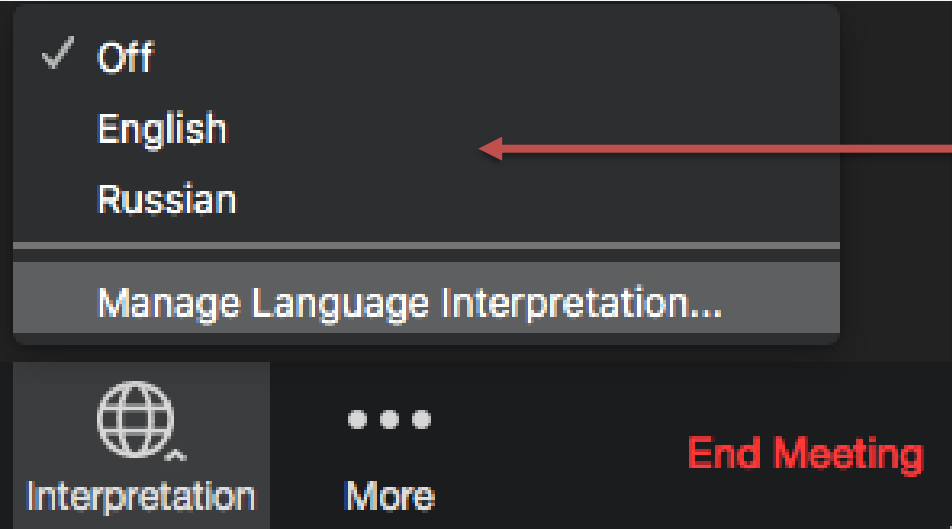 Off
English
Russian
Manage Language Interpretation...
Interpretation
More
End Meeting